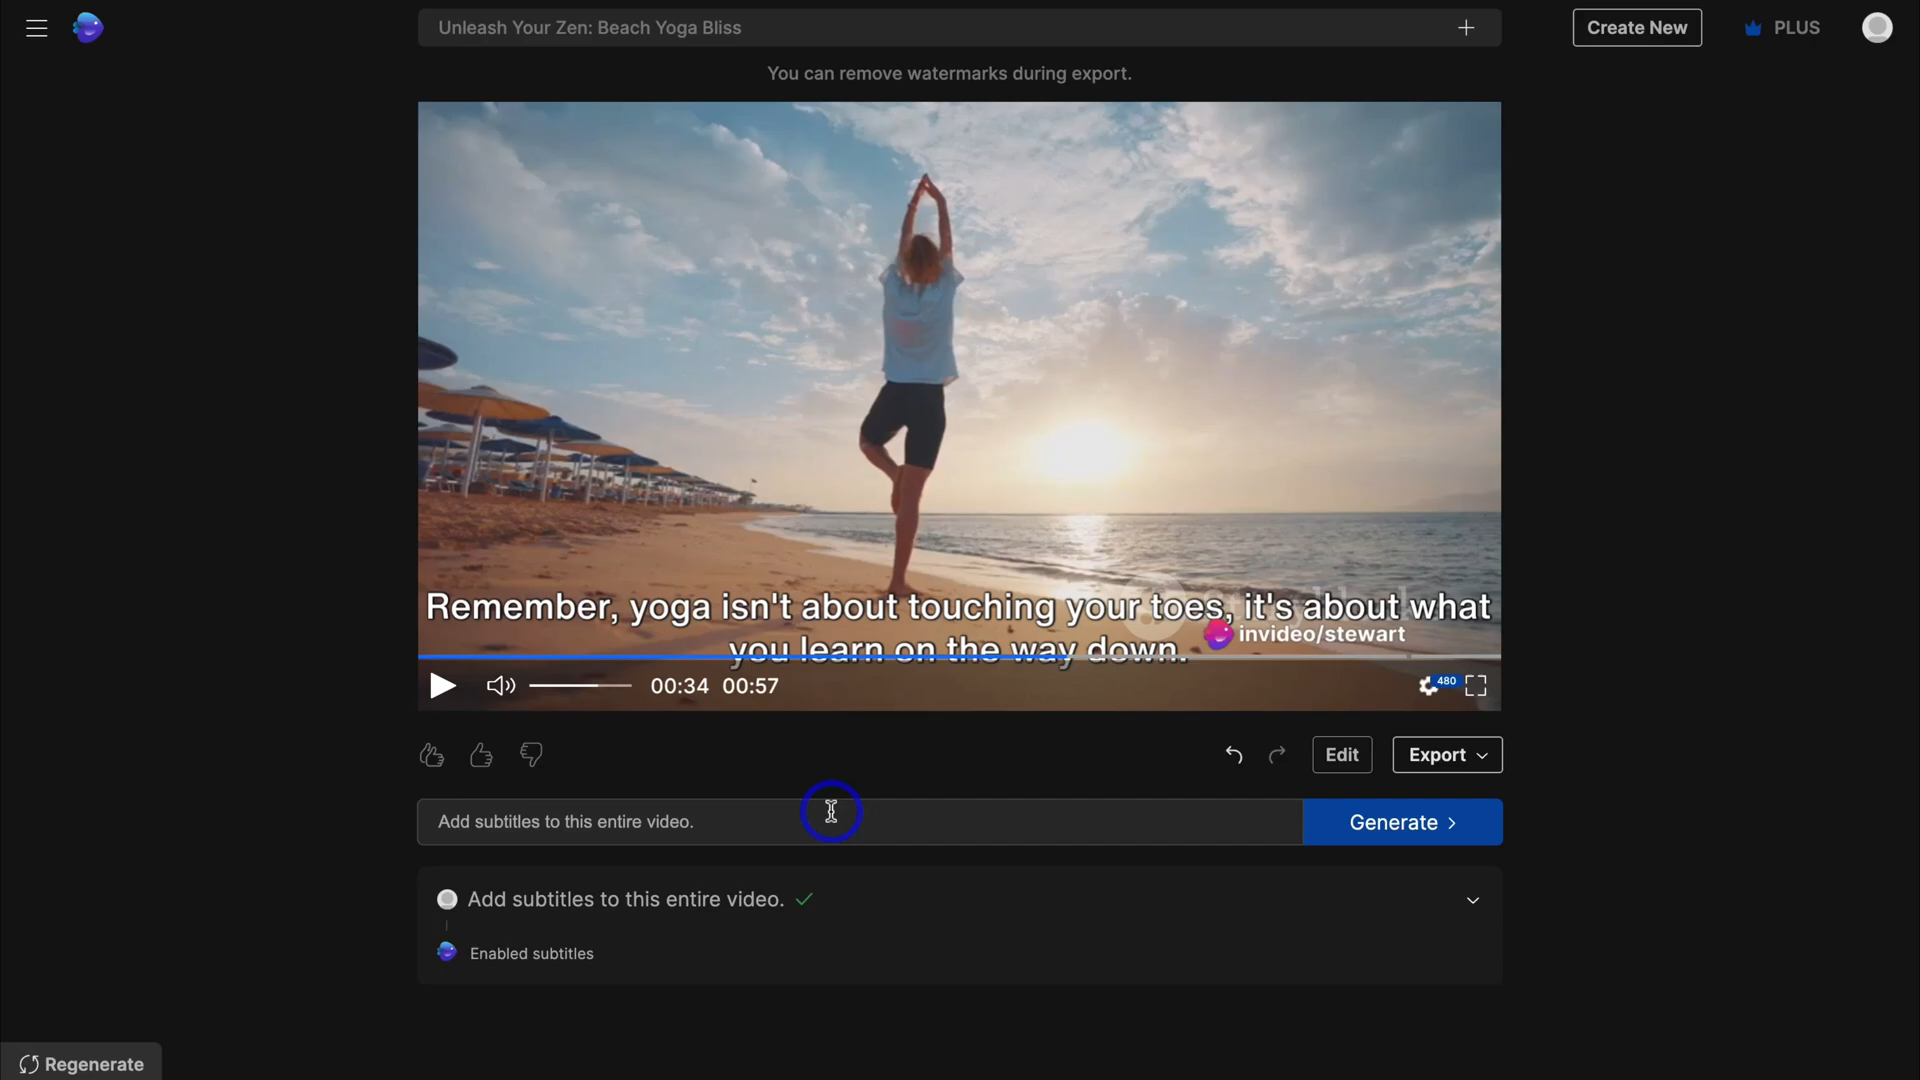 Unleash Your Zen: Beach Yoga Bliss
Create New
PLUS
You can remove watermarks during export.
Remember, yoga isn't about touching your toes, it's about what
you learn on the way down.
invideo/stewart
00:34 00:57
480
Edit
Export
Add subtitles to this entire video.
Generate
Add subtitles to this entire video.
Enabled subtitles
Regenerate